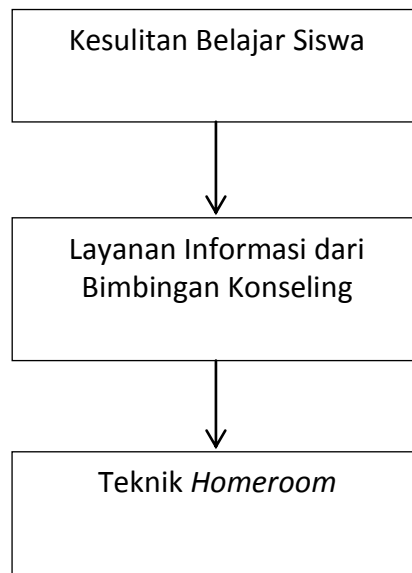 Kesulitan Belajar Siswa
Layanan Informasi dari
Bimbingan Konseling
Teknik Homeroom